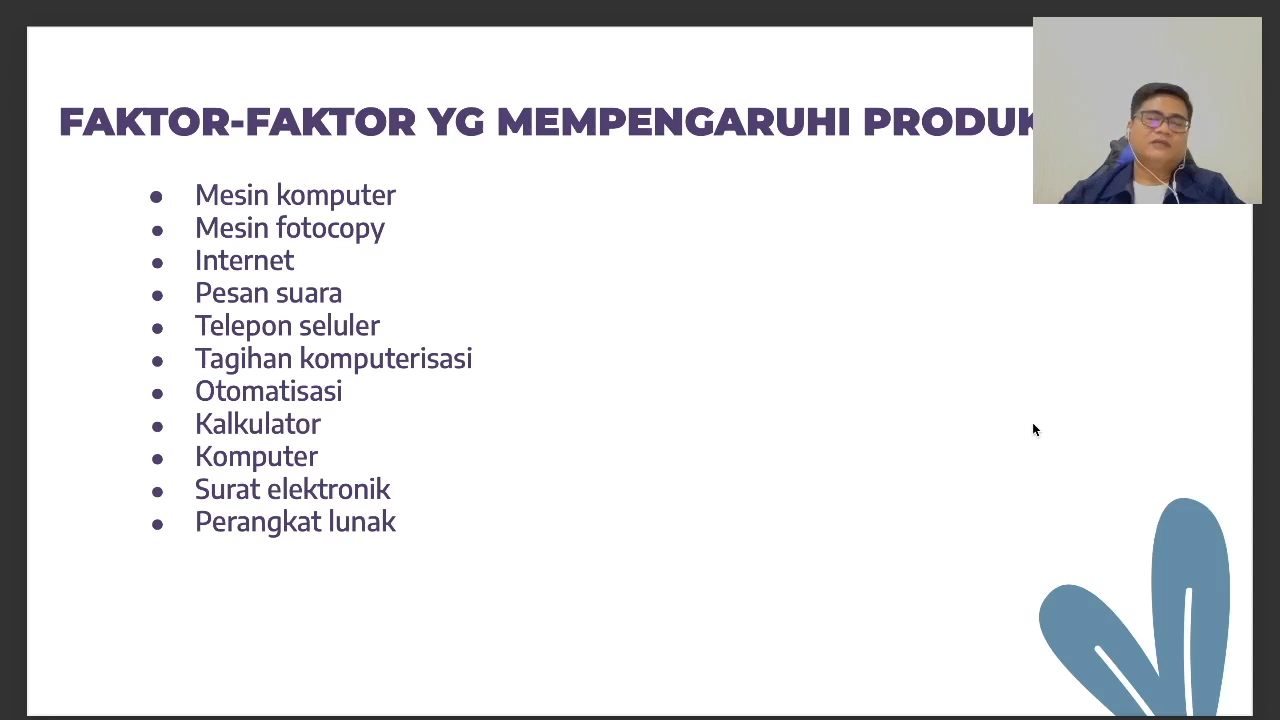 FAKTOR-FAKTOR YG MEMPENGARUHI
Mesin komputer
Mesin fotocopy
Internet
Pesan suara
Telepon seluler
Tagihan komputerisasi
Otomatisasi
Kalkulator
Komputer
Surat elektronik
Perangkat lunak